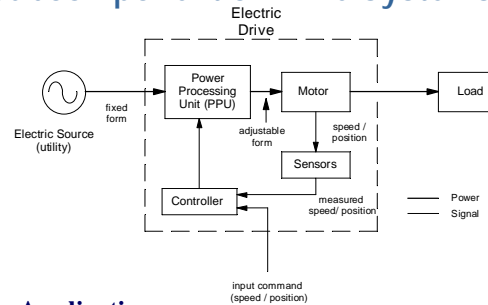 Electric
Drive
Power
Processing
Unit (PPU)
Motor
Load
fixed
form
adjustable
form
speed /
position
Electric Source
(utility)
Sensors
Controller
measured
speed/ position
Power
Signal
input command
(speed / position)